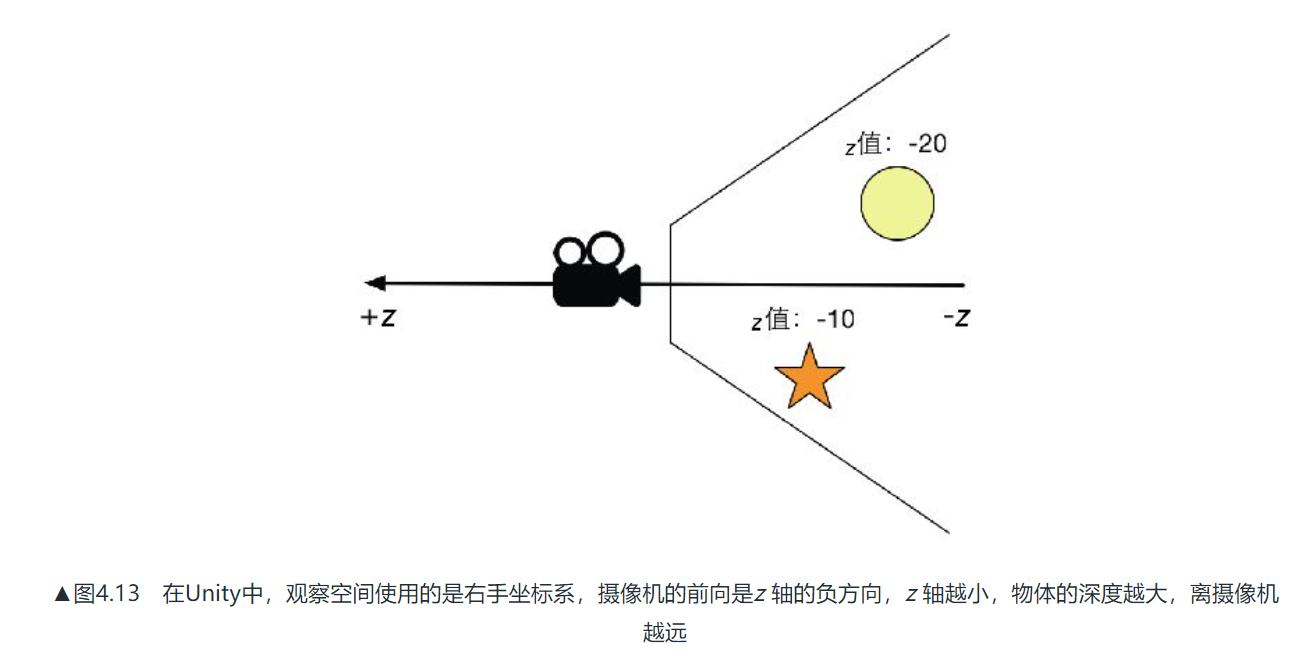 z值：-20
+z
z值：-10
-z
▲图4.13 在Unity中，观察空间使用的是右手坐标系，摄像机的前向是z 轴的负方向，z 轴越小，物体的深度越大，离摄像机
越远